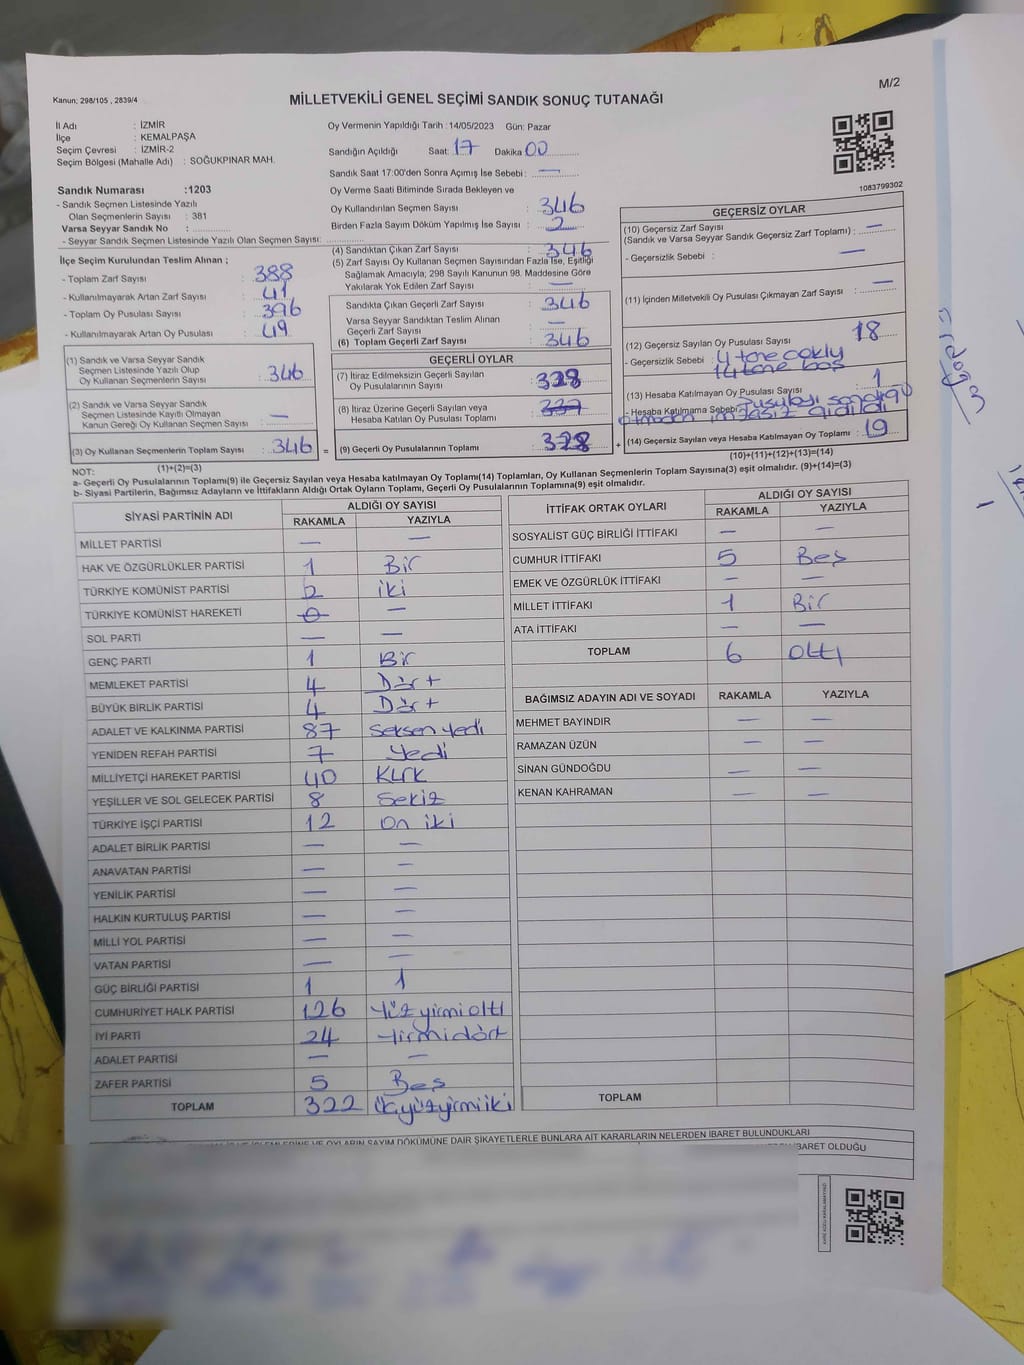 Kanun: 298/105 , 2839/4
M/2
MİLLETVEKİLİ GENEL SEÇİMİ SANDIK SONUÇ TUTANAĞI
İl Adı : İZMİR
İlçe : KEMALPAŞA
Seçim Çevresi : İZMİR-2
Seçim Bölgesi (Mahalle Adı) : SOĞUKPINAR MAH.
Sandık Numarası :1203
- Sandık Seçmen Listesinde Yazılı
Olan Seçmenlerin Sayısı : 381
Varsa Seyyar Sandık No :
- Seyyar Sandık Seçmen Listesinde Yazılı Olan Seçmen Sayısı:
Oy Vermenin Yapıldığı Tarih : 14/05/2023 Gün: Pazar
Sandığın Açıldığı Saat: 17 Dakika 00
Sandık Saat 17:00'den Sonra Açımış İse Sebebi : —
Oy Verme Saati Bitiminde Sırada Bekleyen ve
Oy Kullandırılan Seçmen Sayısı : 346
Birden Fazla Sayım Döküm Yapılmış İse Sayısı : 2
1083799302
İlçe Seçim Kurulundan Teslim Alınan ;
- Toplam Zarf Sayısı : 388
- Kullanılmayarak Artan Zarf Sayısı : 41
- Toplam Oy Pusulası Sayısı : 396
- Kullanılmayarak Artan Oy Pusulası : 49
(1) Sandık ve Varsa Seyyar Sandık
Seçmen Listesinde Yazılı Olup
Oy Kullanan Seçmenlerin Sayısı : 346
(2) Sandık ve Varsa Seyyar Sandık
Seçmen Listesinde Kayıtlı Olmayan
Kanun Gereği Oy Kullanan Seçmen Sayısı : —
(3) Oy Kullanan Seçmenlerin Toplam Sayısı : 346
(1)+(2)=(3)
(4) Sandıktan Çıkan Zarf Sayısı : 346
(5) Zarf Sayısı Oy Kullanan Seçmen Sayısından Fazla İse, Eşitliği
Sağlamak Amacıyla; 298 Sayılı Kanunun 98. Maddesine Göre
Yakılarak Yok Edilen Zarf Sayısı : —
Sandıkta Çıkan Geçerli Zarf Sayısı : 346
Varsa Seyyar Sandıktan Teslim Alınan
Geçerli Zarf Sayısı : —
(6) Toplam Geçerli Zarf Sayısı : 346
GEÇERLİ OYLAR
(7) İtiraz Edilmeksizin Geçerli Sayılan
Oy Pusulalarının Sayısı : 328
(8) İtiraz Üzerine Geçerli Sayılan veya
Hesaba Katılan Oy Pusulası Toplamı :
= (9) Geçerli Oy Pusulalarının Toplamı : 328
GEÇERSİZ OYLAR
(10) Geçersiz Zarf Sayısı
(Sandık ve Varsa Seyyar Sandık Geçersiz Zarf Toplamı) : —
- Geçersizlik Sebebi : —
(11) İçinden Milletvekili Oy Pusulası Çıkmayan Zarf Sayısı : —
(12) Geçersiz Sayılan Oy Pusulası Sayısı 18
- Geçersizlik Sebebi : 4 tane çoklu
14 tane boş
(13) Hesaba Katılmayan Oy Pusulası Sayısı 1
- Hesaba Katılmama Sebebi: Pusulayı sandığa
atmadan imzasız gidildi
+ (14) Geçersiz Sayılan veya Hesaba Katılmayan Oy Toplamı : 19
(10)+(11)+(12)+(13)=(14)
NOT:
a- Geçerli Oy Pusulalarının Toplamı(9) ile Geçersiz Sayılan veya Hesaba katılmayan Oy Toplamı(14) Toplamları, Oy Kullanan Seçmenlerin Toplam Sayısına(3) eşit olmalıdır. (9)+(14)=(3)
b- Siyasi Partilerin, Bağımsız Adayların ve İttifakların Aldığı Ortak Oyların Toplamı, Geçerli Oy Pusulalarının Toplamına(9) eşit olmalıdır.
SİYASİ PARTİNİN ADI ALDIĞI OY SAYISI
RAKAMLA YAZIYLA
MİLLET PARTİSİ — —
HAK VE ÖZGÜRLÜKLER PARTİSİ 1 Bir
TÜRKİYE KOMÜNİST PARTİSİ 2 iki
TÜRKİYE KOMÜNİST HAREKETİ 0 —
SOL PARTİ — —
GENÇ PARTİ 1 Bir
MEMLEKET PARTİSİ 4 Dört
BÜYÜK BİRLİK PARTİSİ 4 Dört
ADALET VE KALKINMA PARTİSİ 87 Seksen yedi
YENİDEN REFAH PARTİSİ 7 Yedi
MİLLİYETÇİ HAREKET PARTİSİ 40 Kırk
YEŞİLLER VE SOL GELECEK PARTİSİ 8 Sekiz
TÜRKİYE İŞÇİ PARTİSİ 12 On iki
ADALET BİRLİK PARTİSİ — —
ANAVATAN PARTİSİ — —
YENİLİK PARTİSİ — —
HALKIN KURTULUŞ PARTİSİ — —
MİLLİ YOL PARTİSİ — —
VATAN PARTİSİ — —
GÜÇ BİRLİĞİ PARTİSİ 1 1
CUMHURİYET HALK PARTİSİ 126 Yüz yirmi altı
İYİ PARTİ 24 Yirmidört
ADALET PARTİSİ — —
ZAFER PARTİSİ 5 Beş
TOPLAM 322 Üçyüzyirmiiki
İTTİFAK ORTAK OYLARI ALDIĞI OY SAYISI
RAKAMLA YAZIYLA
SOSYALİST GÜÇ BİRLİĞİ İTTİFAKI — —
CUMHUR İTTİFAKI 5 Beş
EMEK VE ÖZGÜRLÜK İTTİFAKI — —
MİLLET İTTİFAKI 1 Bir
ATA İTTİFAKI — —
TOPLAM 6 Altı
BAĞIMSIZ ADAYIN ADI VE SOYADI RAKAMLA YAZIYLA
MEHMET BAYINDIR — —
RAMAZAN ÜZÜN — —
SİNAN GÜNDOĞDU — —
KENAN KAHRAMAN — —
TOPLAM
OYLARIN SAYIM DÖKÜMÜNE DAİR ŞİKAYETLERLE BUNLARA AİT KARARLARIN NELERDEN İBARET BULUNDUKLARI
İBARET OLDUĞU